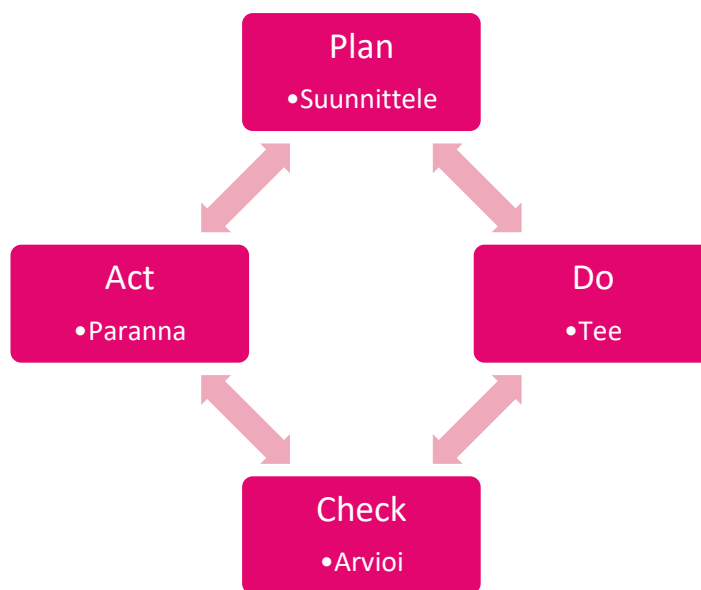 Plan
•Suunnittele
Act
•Paranna
Do
•Tee
Check
•Arvioi